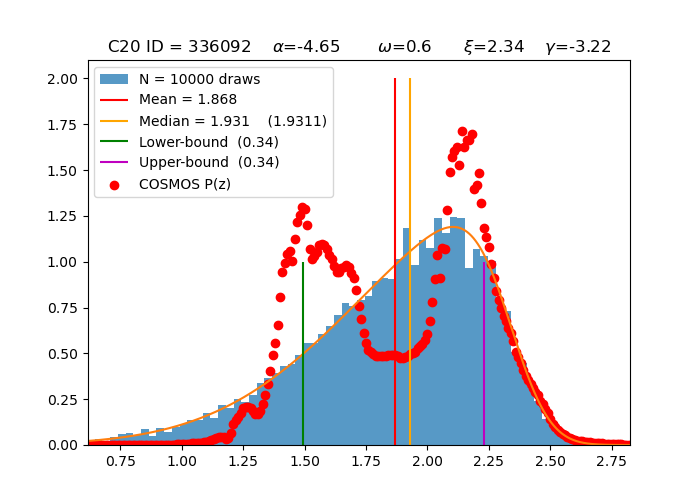 C20 ID = 336092 α=-4.65 ω=0.6 ξ=2.34 γ=-3.22
N = 10000 draws
Mean = 1.868
Median = 1.931 (1.9311)
Lower-bound (0.34)
Upper-bound (0.34)
COSMOS P(z)
2.00
1.75
1.50
1.25
1.00
0.75
0.50
0.25
0.00
0.75 1.00 1.25 1.50 1.75 2.00 2.25 2.50 2.75